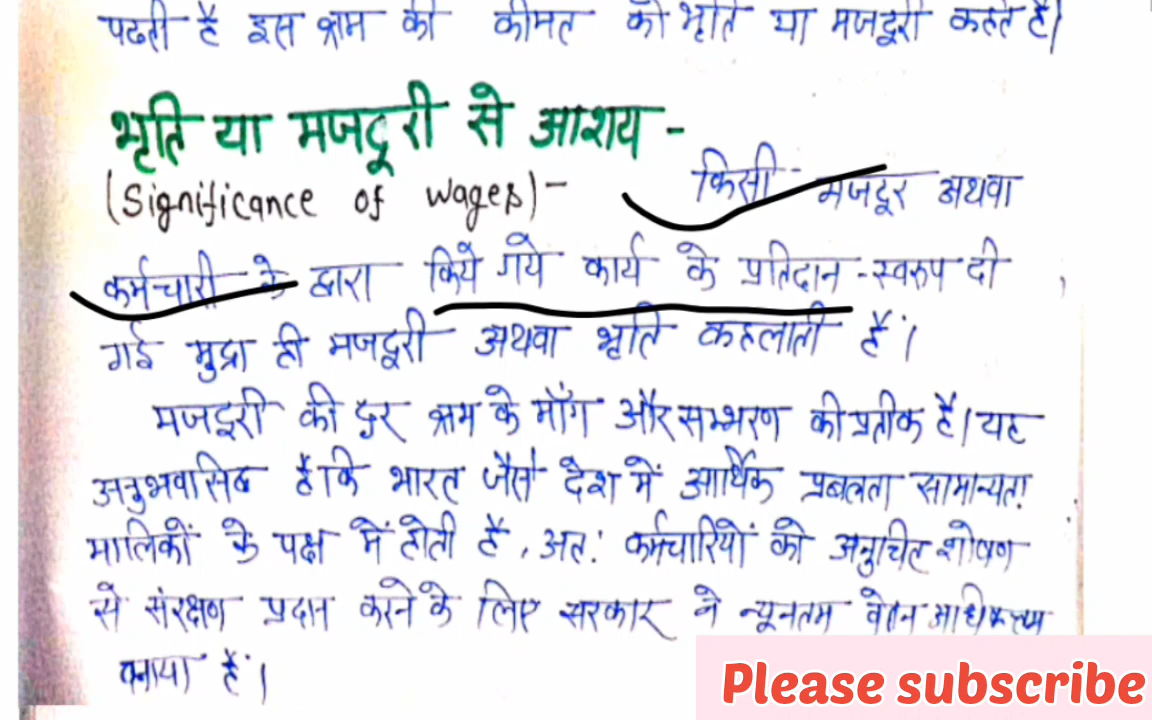 पढती है इस श्रम की कीमत को भृति या मजदूरी कहते है।
भृति या मजदूरी से आशय -
(Significance of wages) - किसी मजदूर अथवा
कर्मचारी के द्वारा किये गये कार्य के प्रतिदान - स्वरूप दी
गई मुद्रा ही मजदूरी अथवा भृति कहलाती है।
मजदूरी की दर श्रम के माँग और सम्भरण की प्रतीक है। यह
अनुभवसिद्ध है कि भारत जैसे देश में आर्थिक प्रबलता सामान्यता
मालिकों के पक्ष में होती है, अतः कर्मचारियों को अनुचित शोषण
से संरक्षण प्रदान करने के लिए सरकार ने न्यूनतम वेतन अधिनियम
बनाया है।
Please subscribe